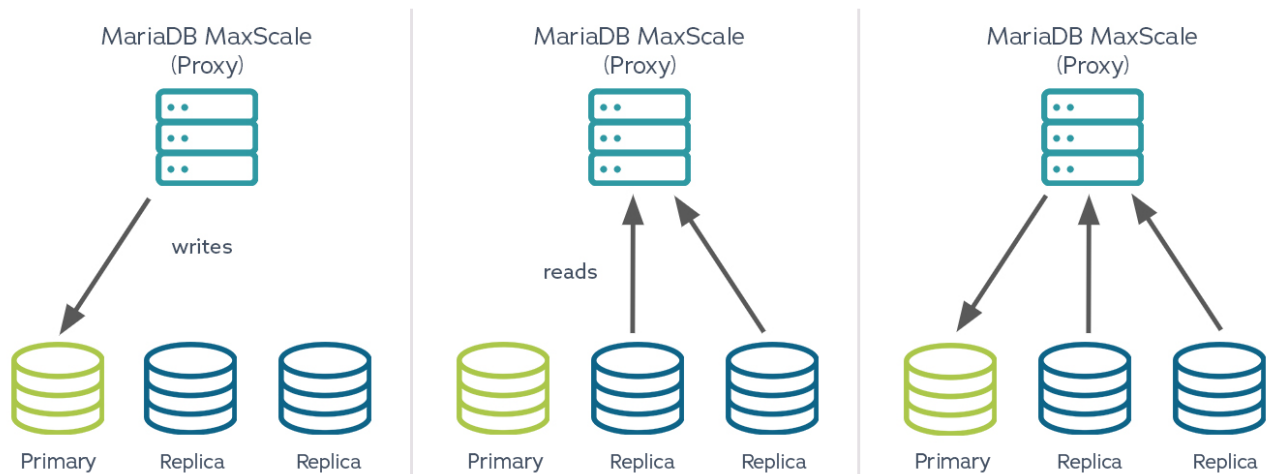 MariaDB MaxScale
(Proxy)
writes
Primary
Replica
Replica
MariaDB MaxScale
(Proxy)
reads
Primary
Replica
Replica
MariaDB MaxScale
(Proxy)
Primary
Replica
Replica